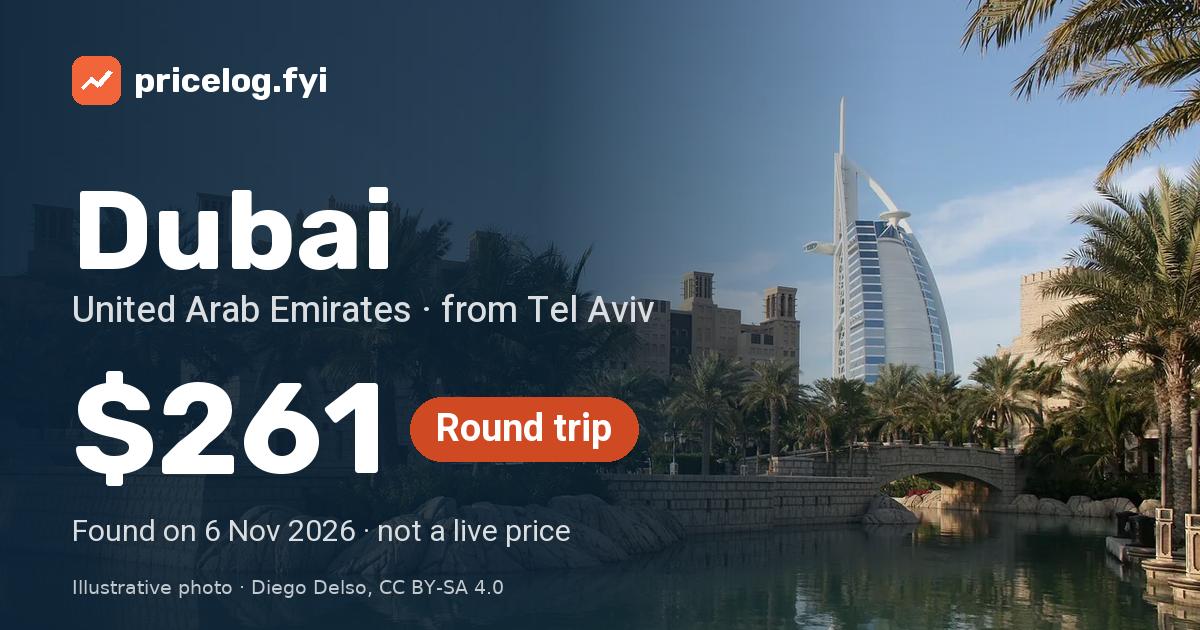 pricelog.fyi
Dubai
United Arab Emirates · from Tel Aviv
$261 Round trip
Found on 6 Nov 2026 · not a live price
Illustrative photo · Diego Delso, CC BY-SA 4.0